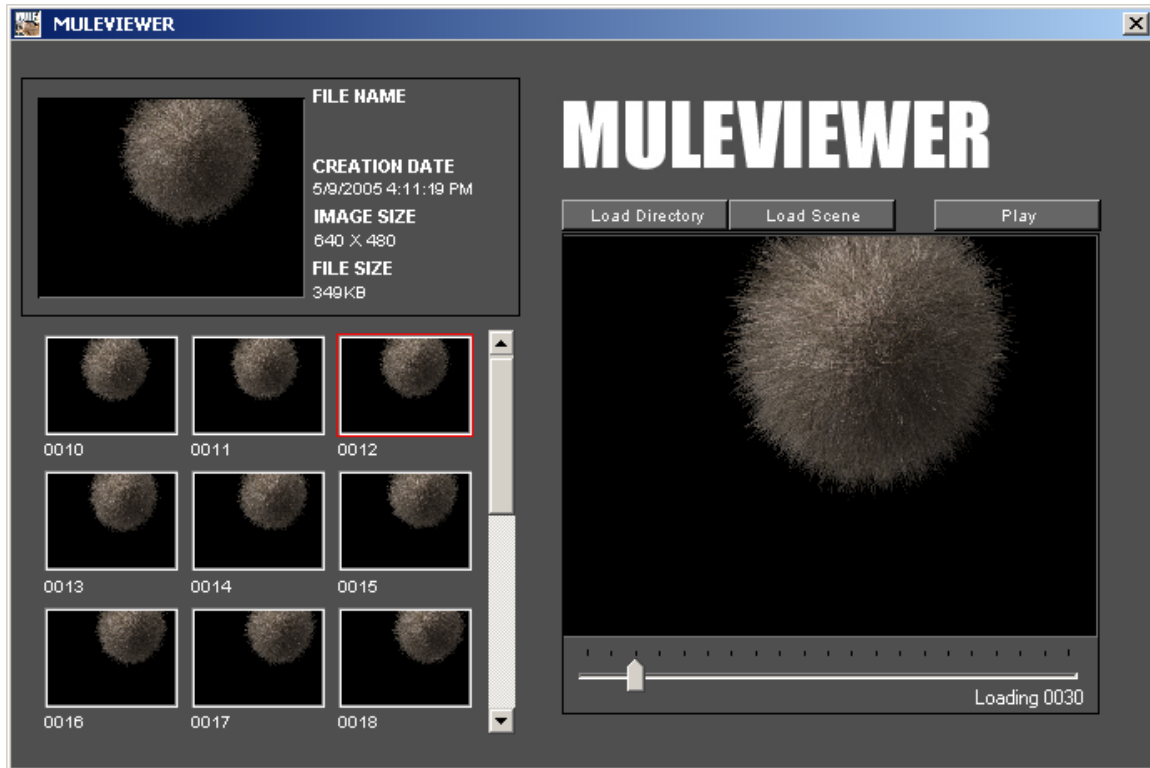 MULEVIEWER
FILE NAME
CREATION DATE
5/9/2005 4:11:19 PM
IMAGE SIZE
640 X 480
FILE SIZE
349KB
0010 0011 0012
0013 0014 0015
0016 0017 0018
MULEVIEWER
Load Directory Load Scene Play
Loading 0030